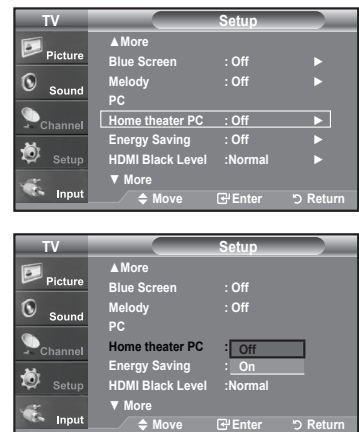 TV Setup
▲More
Picture
Blue Screen : Off ►
Melody : Off ►
Sound
PC
Channel
Home theater PC : Off ►
Energy Saving : Off ►
Setup
HDMI Black Level :Normal ►
▼ More
Input
Move Enter Return
TV Setup
▲More
Picture
Blue Screen : Off
Melody : Off
Sound
PC
Channel
Home theater PC : Off
Energy Saving : On
Setup
HDMI Black Level :Normal
▼ More
Input
Move Enter Return